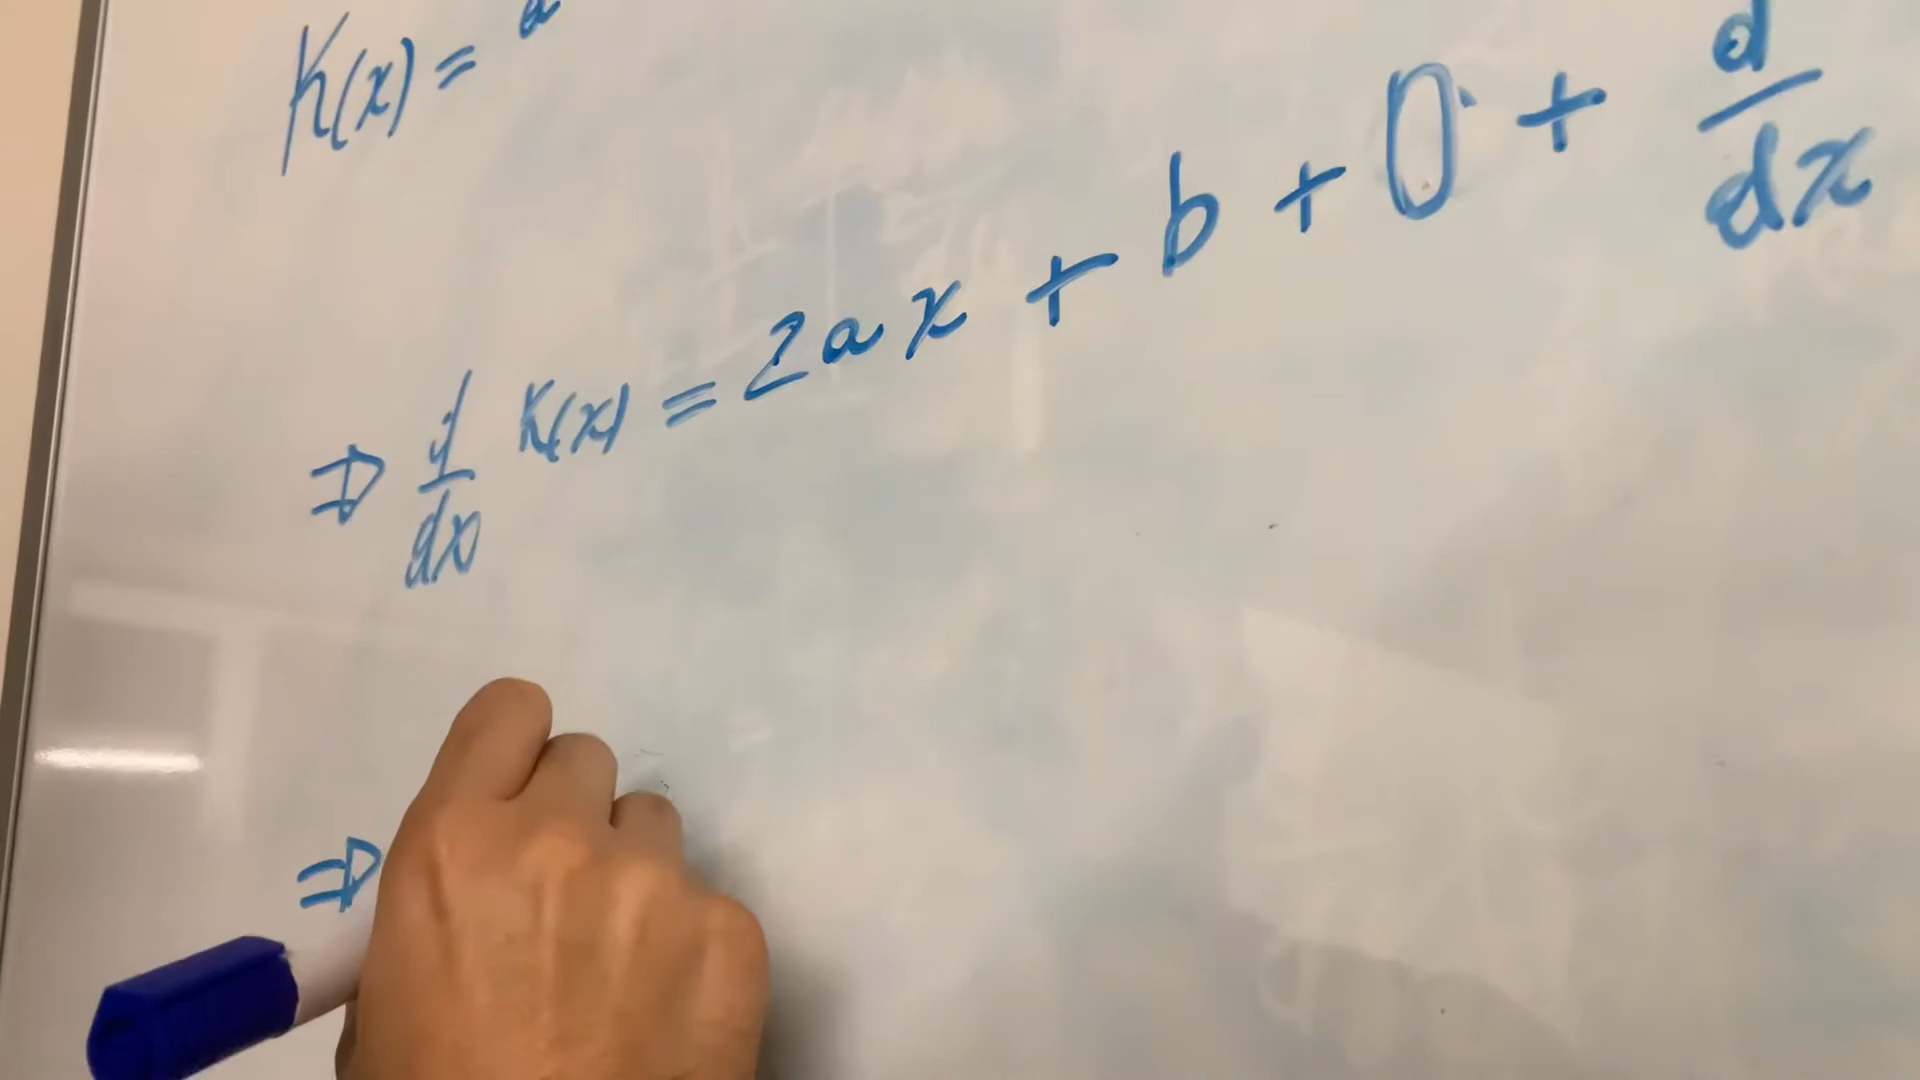 K(x) = a
⇒ d/dx K(x) = 2ax + b + 0 + d/dx
⇒